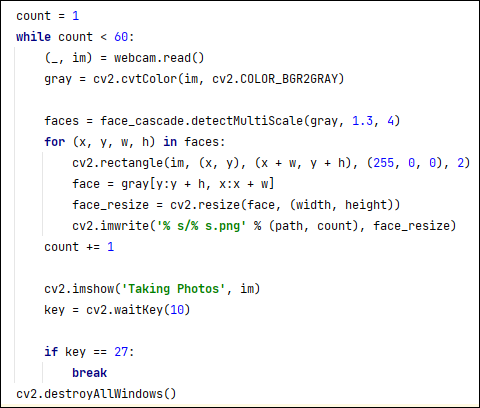 count = 1
while count < 60:
    (_, im) = webcam.read()
    gray = cv2.cvtColor(im, cv2.COLOR_BGR2GRAY)

    faces = face_cascade.detectMultiScale(gray, 1.3, 4)
    for (x, y, w, h) in faces:
        cv2.rectangle(im, (x, y), (x + w, y + h), (255, 0, 0), 2)
        face = gray[y:y + h, x:x + w]
        face_resize = cv2.resize(face, (width, height))
        cv2.imwrite('% s/% s.png' % (path, count), face_resize)
    count += 1

    cv2.imshow('Taking Photos', im)
    key = cv2.waitKey(10)

    if key == 27:
        break
cv2.destroyAllWindows()